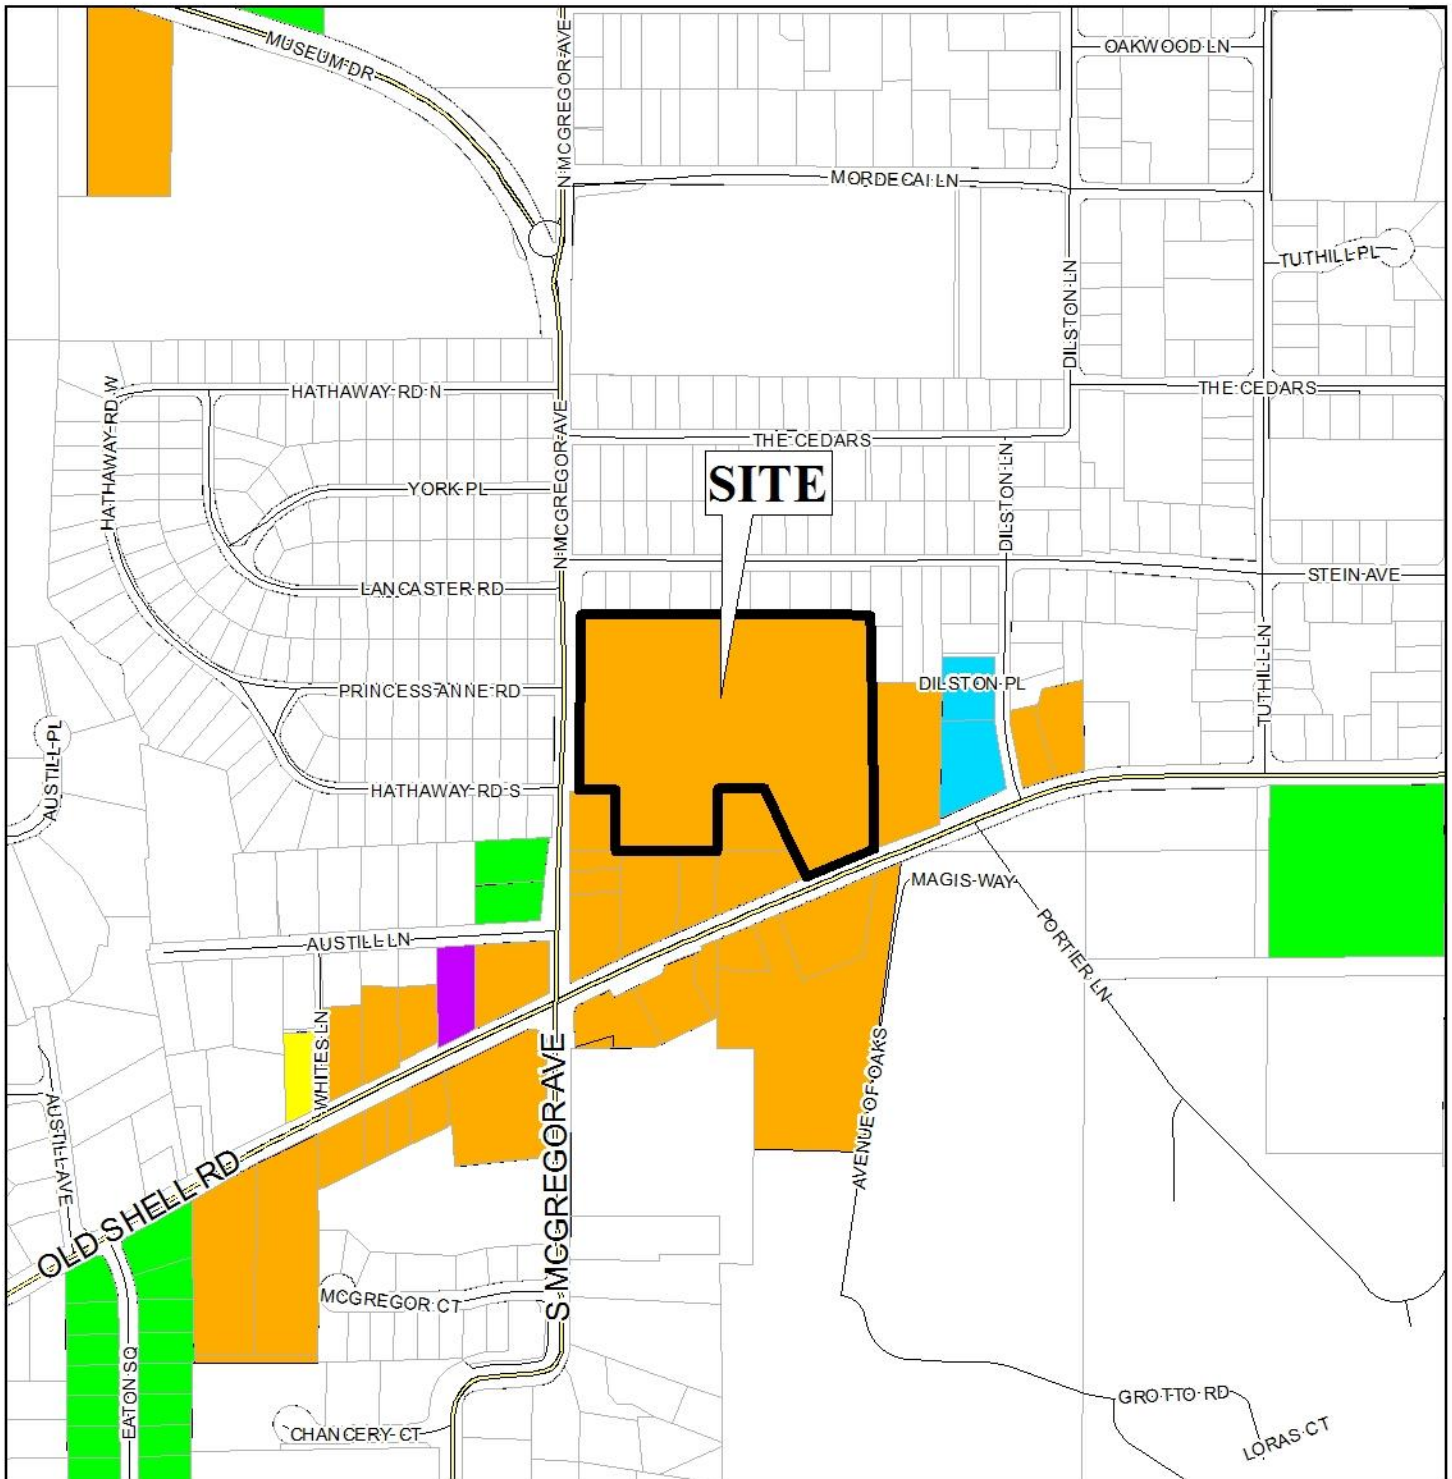 MUSEUM DR
N MCGREGOR AVE
OAKWOOD LN
MORDECAI LN
TUTHILL PL
DILSTON LN
HATHAWAY RD W
HATHAWAY RD N
THE CEDARS
N MCGREGOR AVE
THE CEDARS
SITE
YORK PL
DILSTON LN
LANCASTER RD
STEIN AVE
TUTHILL LN
PRINCESS ANNE RD
DILSTON PL
AUSTILL PL
HATHAWAY RD S
MAGIS WAY
AUSTILL LN
PORTIER LN
WHITES LN
AVENUE OF OAKS
AUSTILL AVE
S MCGREGOR AVE
OLD SHELL RD
MCGREGOR CT
EATON SQ
GROTTO RD
CHANCERY CT
LORAS CT